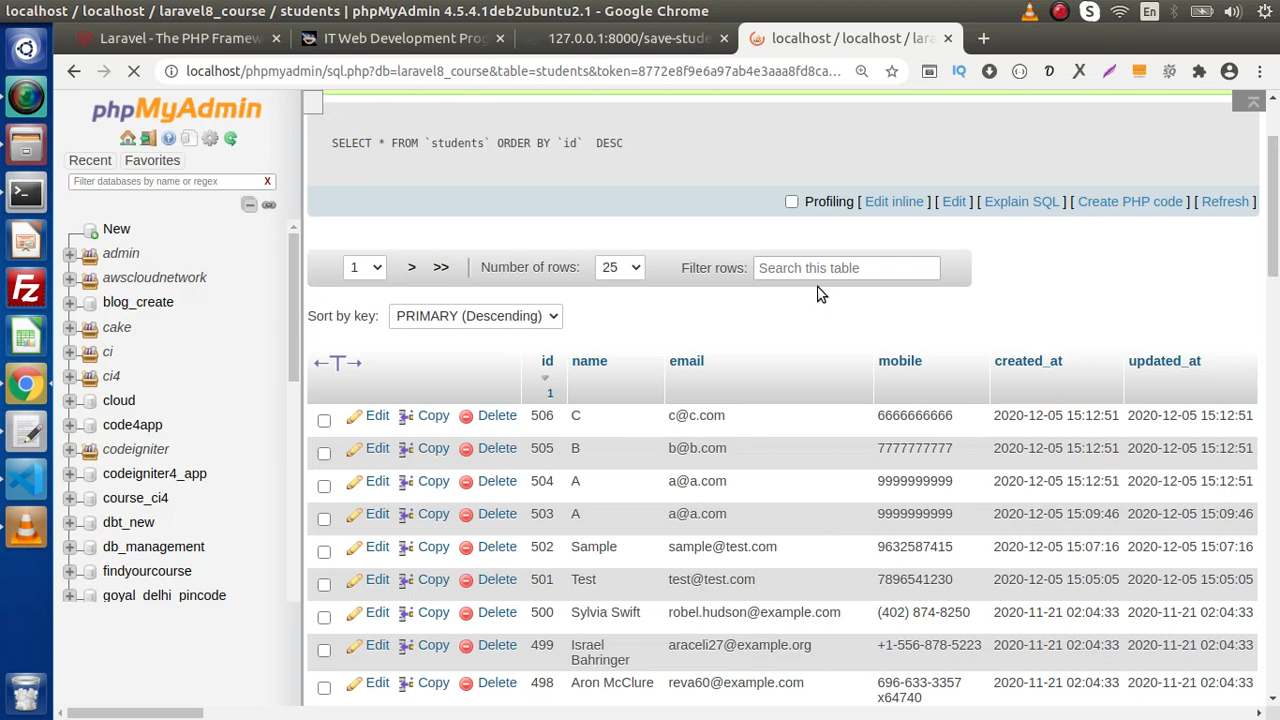 localhost / localhost / laravel8_course / students | phpMyAdmin 4.5.4.1deb2ubuntu2.1 - Google Chrome
En
Laravel - The PHP Framew × IT Web Development Prog × 127.0.0.1:8000/save-stude × localhost / localhost / lara × +
localhost/phpmyadmin/sql.php?db=laravel8_course&table=students&token=8772e8f9e6a97ab4e3aaa8fd8ca...
phpMyAdmin
Recent Favorites
Filter databases by name or regex X
New
admin
awscloudnetwork
blog_create
cake
ci
ci4
cloud
code4app
codeigniter
codeigniter4_app
course_ci4
dbt_new
db_management
findyourcourse
goyal_delhi_pincode
SELECT * FROM `students` ORDER BY `id` DESC
Profiling [ Edit inline ] [ Edit ] [ Explain SQL ] [ Create PHP code ] [ Refresh ]
1 > >> | Number of rows: 25 Filter rows: Search this table
Sort by key: PRIMARY (Descending)
←T→ id 1 name email mobile created_at updated_at
Edit Copy Delete 506 C c@c.com 6666666666 2020-12-05 15:12:51 2020-12-05 15:12:51
Edit Copy Delete 505 B b@b.com 7777777777 2020-12-05 15:12:51 2020-12-05 15:12:51
Edit Copy Delete 504 A a@a.com 9999999999 2020-12-05 15:12:51 2020-12-05 15:12:51
Edit Copy Delete 503 A a@a.com 9999999999 2020-12-05 15:09:46 2020-12-05 15:09:46
Edit Copy Delete 502 Sample sample@test.com 9632587415 2020-12-05 15:07:16 2020-12-05 15:07:16
Edit Copy Delete 501 Test test@test.com 7896541230 2020-12-05 15:05:05 2020-12-05 15:05:05
Edit Copy Delete 500 Sylvia Swift robel.hudson@example.com (402) 874-8250 2020-11-21 02:04:33 2020-11-21 02:04:33
Edit Copy Delete 499 Israel Bahringer araceli27@example.org +1-556-878-5223 2020-11-21 02:04:33 2020-11-21 02:04:33
Edit Copy Delete 498 Aron McClure reva60@example.com 696-633-3357 x64740 2020-11-21 02:04:33 2020-11-21 02:04:33